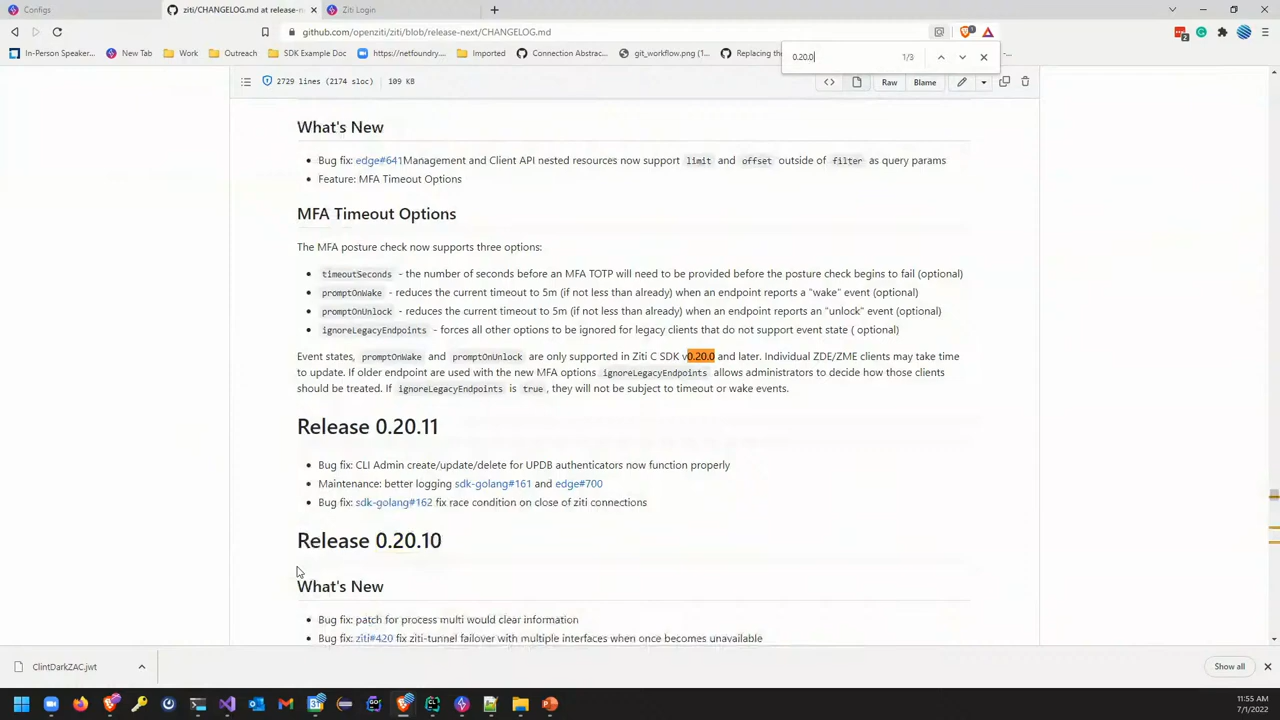 Configs
ziti/CHANGELOG.md at release-n
Ziti Login
github.com/openziti/ziti/blob/release-next/CHANGELOG.md
In-Person Speaker...
New Tab
Work
Outreach
SDK Example Doc
https://netfoundry....
Imported
Connection Abstrac...
git_workflow.png (1...
Replacing the
0.20.0
1/3
2729 lines (2174 sloc)
109 KB
Raw
Blame
What's New
Bug fix: edge#641Management and Client API nested resources now support limit and offset outside of filter as query params
Feature: MFA Timeout Options
MFA Timeout Options
The MFA posture check now supports three options:
timeoutSeconds - the number of seconds before an MFA TOTP will need to be provided before the posture check begins to fail (optional)
promptOnWake - reduces the current timeout to 5m (if not less than already) when an endpoint reports a "wake" event (optional)
promptOnUnlock - reduces the current timeout to 5m (if not less than already) when an endpoint reports an "unlock" event (optional)
ignoreLegacyEndpoints - forces all other options to be ignored for legacy clients that do not support event state ( optional)
Event states, promptOnWake and promptOnUnlock are only supported in Ziti C SDK v0.20.0 and later. Individual ZDE/ZME clients may take time
to update. If older endpoint are used with the new MFA options ignoreLegacyEndpoints allows administrators to decide how those clients
should be treated. If ignoreLegacyEndpoints is true , they will not be subject to timeout or wake events.
Release 0.20.11
Bug fix: CLI Admin create/update/delete for UPDB authenticators now function properly
Maintenance: better logging sdk-golang#161 and edge#700
Bug fix: sdk-golang#162 fix race condition on close of ziti connections
Release 0.20.10
What's New
Bug fix: patch for process multi would clear information
Bug fix: ziti#420 fix ziti-tunnel failover with multiple interfaces when once becomes unavailable
ClintDarkZAC.jwt
Show all
11:55 AM
7/1/2022